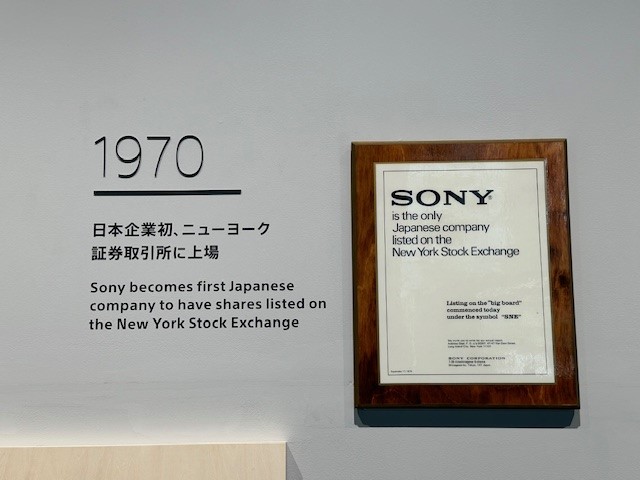 1970
日本企業初、ニューヨーク
証券取引所に上場
Sony becomes first Japanese
company to have shares listed on
the New York Stock Exchange
SONY
is the only
Japanese company
listed on the
New York Stock Exchange
Listing on the "big board"
commenced today
under the symbol "SNE"
SONY CORPORATION